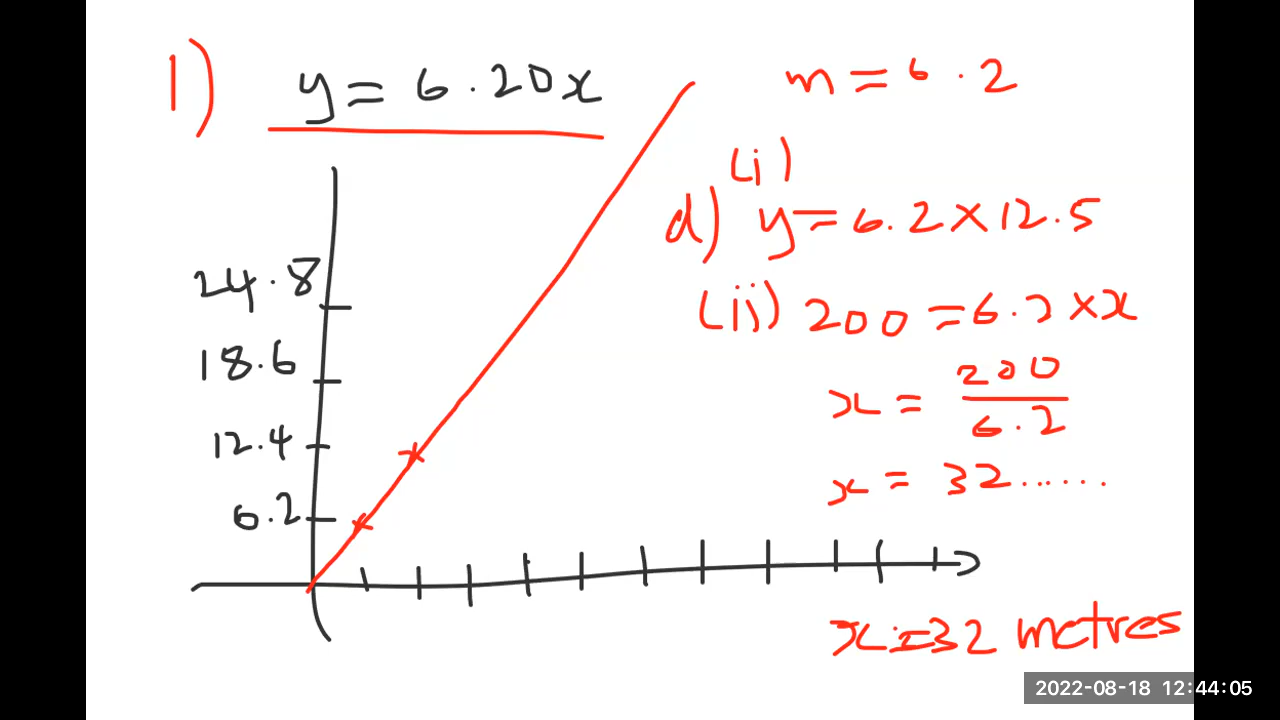 1) y = 6.20x
m = 6.2
(i)
d) y = 6.2 × 12.5
(ii) 200 = 6.2 × x
x = 200
6.2
x = 32......
x = 32 metres
24.8
18.6
12.4
6.2
2022-08-18 12:44:05